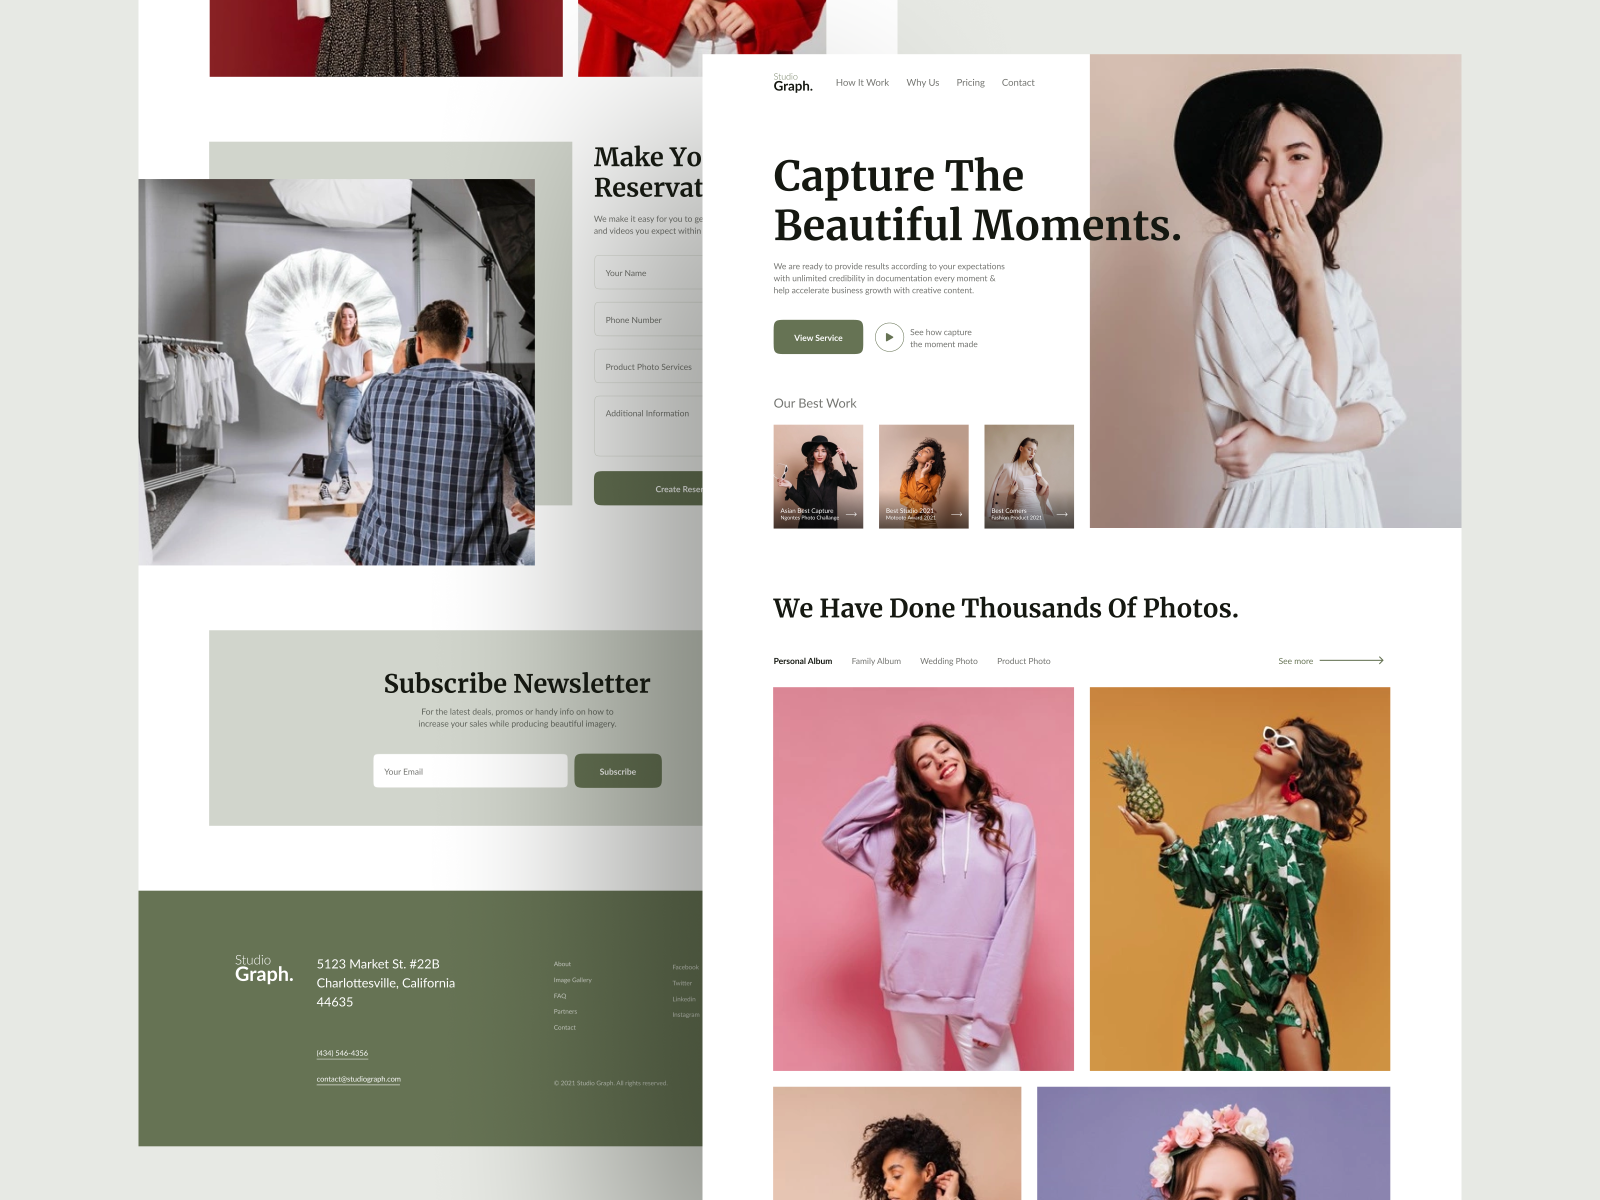 Studio
Graph.
How It Work
Why Us
Pricing
Contact
Capture The
Beautiful Moments.
We are ready to provide results according to your expectations
with unlimited credibility in documentation every moment &
help accelerate business growth with creative content.
View Service
See how capture
the moment made
Our Best Work
Asian Best Capture
Ngontes Photo Challange
Best Studio 2021
Motoote Award 2021
Best Corners
Fashion Product 2021
We Have Done Thousands Of Photos.
Personal Album
Family Album
Wedding Photo
Product Photo
See more
Make Yo
Reservat
We make it easy for you to ge
and videos you expect within
Your Name
Phone Number
Product Photo Services
Additional Information
Create Reser
Subscribe Newsletter
For the latest deals, promos or handy info on how to
increase your sales while producing beautiful imagery.
Your Email
Subscribe
Studio
Graph.
5123 Market St. #22B
Charlottesville, California
44635
(434) 546-4356
contact@studiograph.com
About
Image Gallery
FAQ
Partners
Contact
Facebook
Twitter
LinkedIn
Instagram
© 2021 Studio Graph. All rights reserved.